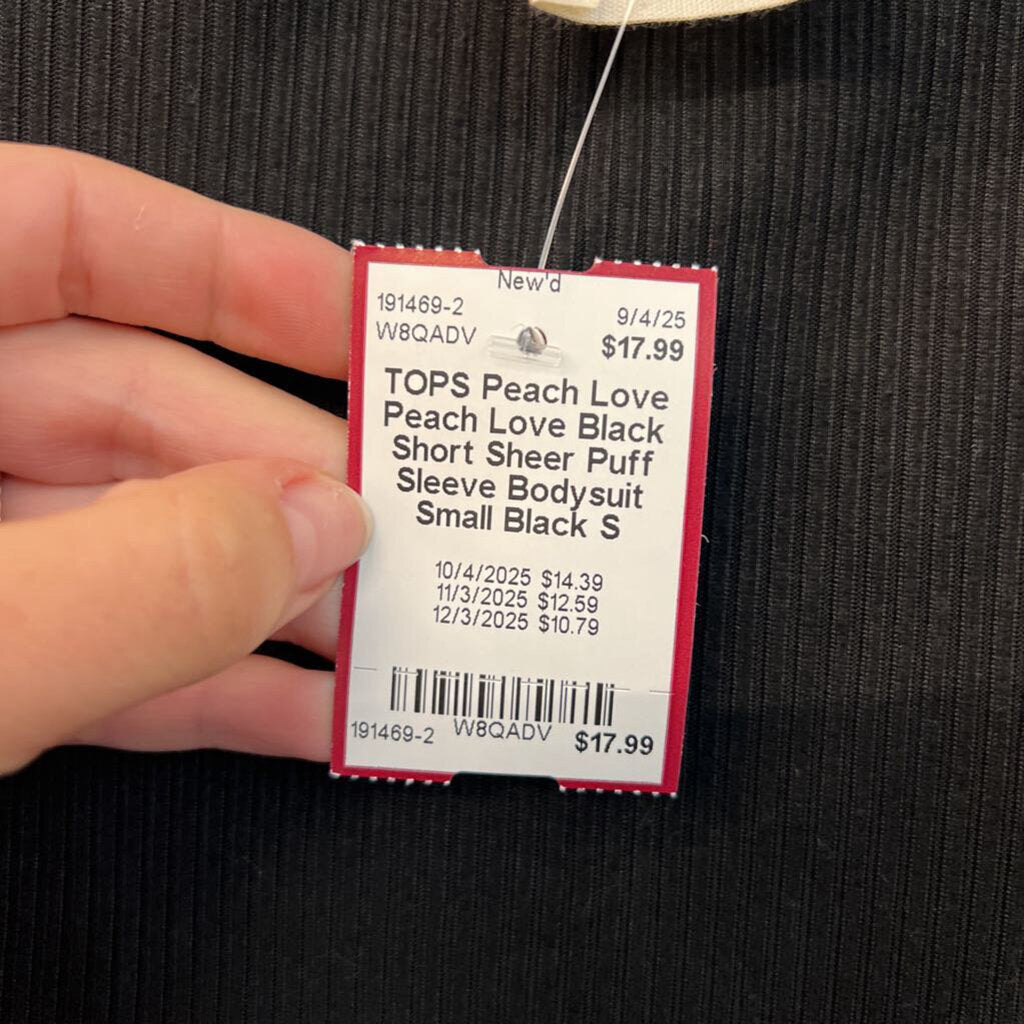 New'd
191469-2
9/4/25
W8QADV
$17.99
TOPS Peach Love
Peach Love Black
Short Sheer Puff
Sleeve Bodysuit
Small Black S
10/4/2025 $14.39
11/3/2025 $12.59
12/3/2025 $10.79
191469-2 W8QADV $17.99